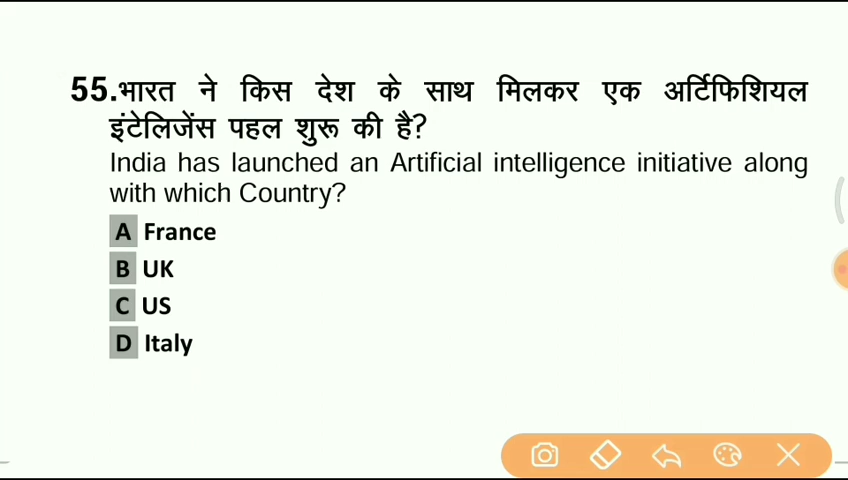 55.भारत ने किस देश के साथ मिलकर एक अर्टिफिशियल
इंटेलिजेंस पहल शुरू की है?
India has launched an Artificial intelligence initiative along
with which Country?
A France
B UK
C US
D Italy